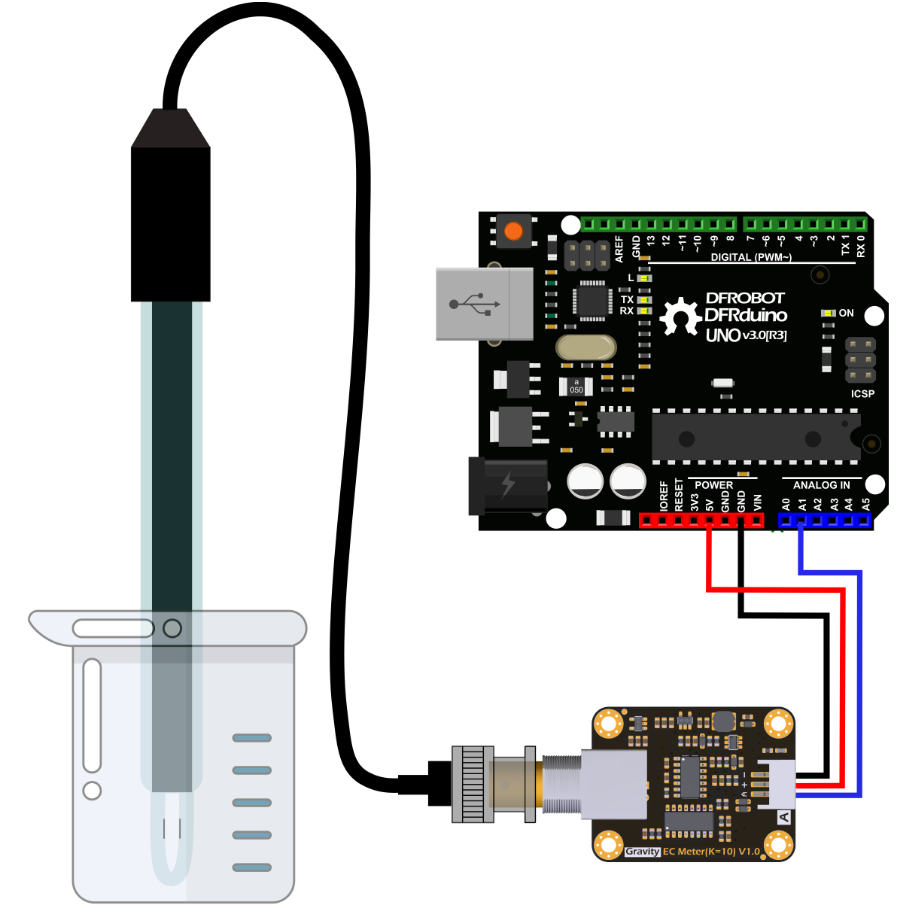 AREF
GND
13
12
~11
~10
~9
8
7
~6
~5
4
~3
2
TX 1
RX 0
DIGITAL (PWM~)
L
TX
RX
DFROBOT
DFRduino
UNO v3.0[R3]
ON
ICSP
a
050
POWER
ANALOG IN
IOREF
RESET
3V3
5V
GND
GND
VIN
A0
A1
A2
A3
A4
A5
- + A
A
Gravity EC Meter(K=10) V1.0